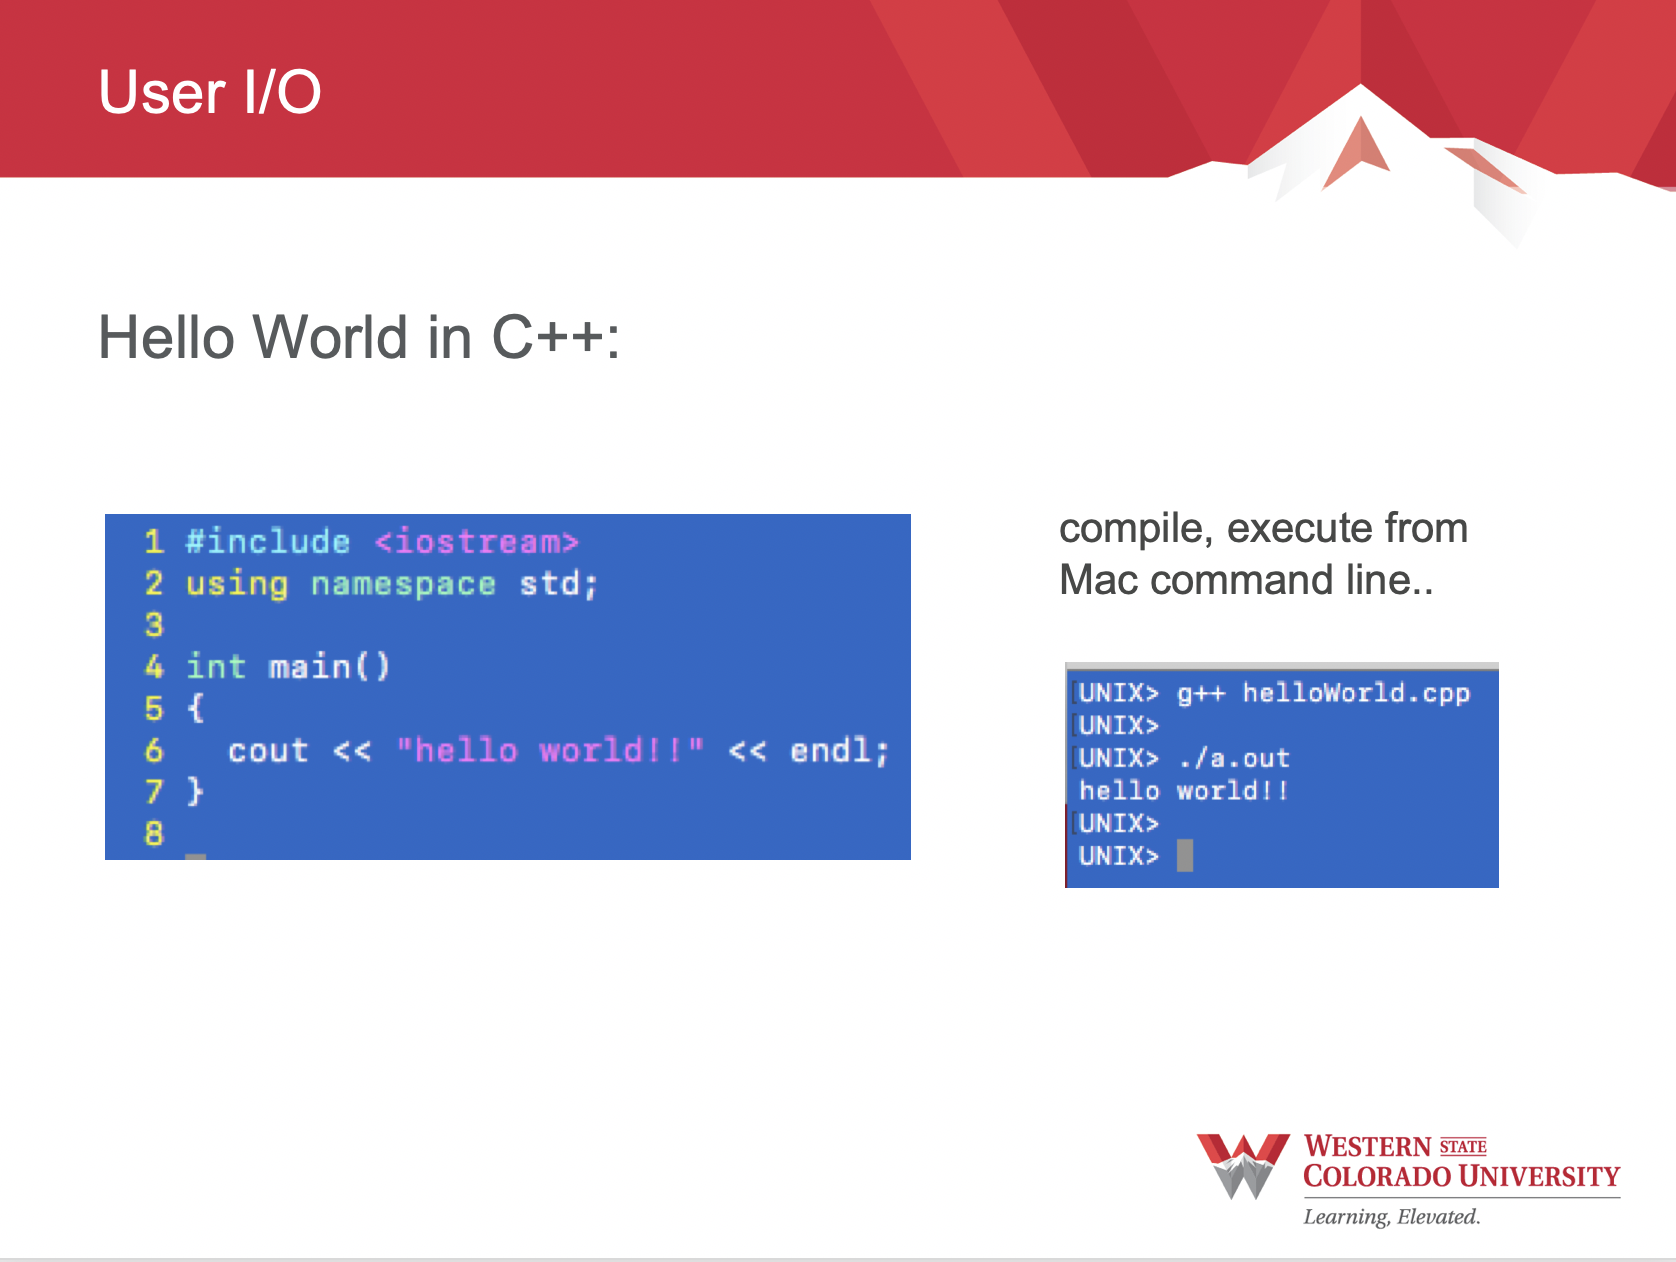 User I/O
Hello World in C++:
1 #include <iostream>
2 using namespace std;
3
4 int main()
5 {
6   cout << "hello world!!" << endl;
7 }
8
compile, execute from
Mac command line..
[UNIX> g++ helloWorld.cpp
[UNIX>
[UNIX> ./a.out
hello world!!
[UNIX>
UNIX>
WESTERN STATE
COLORADO UNIVERSITY
Learning, Elevated.